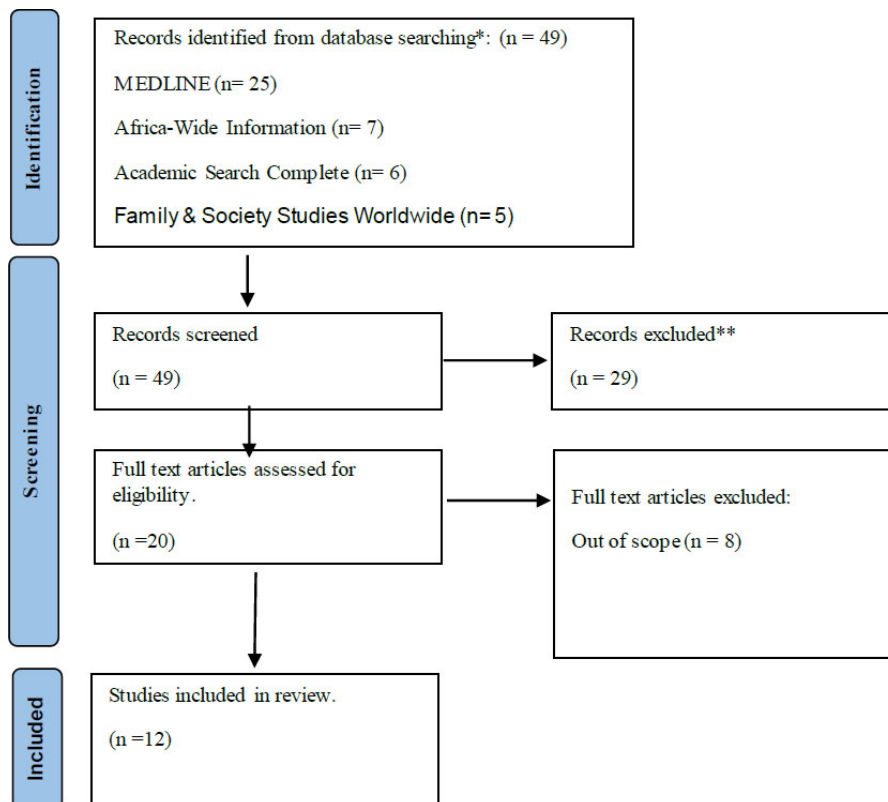 Identification
Records identified from database searching*: (n = 49)
MEDLINE (n= 25)
Africa-Wide Information (n= 7)
Academic Search Complete (n= 6)
Family & Society Studies Worldwide (n= 5)
Screening
Records screened
(n = 49)
Records excluded**
(n = 29)
Full text articles assessed for
eligibility.
(n =20)
Full text articles excluded:
Out of scope (n = 8)
Included
Studies included in review.
(n =12)